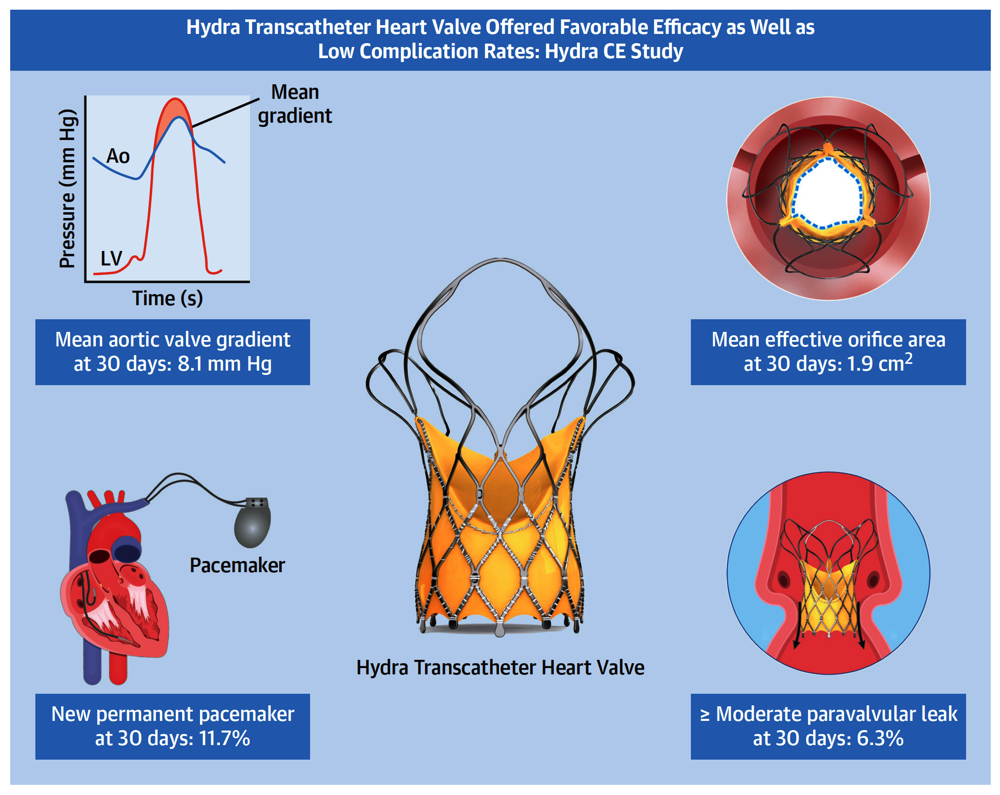 Hydra Transcatheter Heart Valve Offered Favorable Efficacy as Well as
Low Complication Rates: Hydra CE Study
Pressure (mm Hg)
Mean
gradient
Ao
LV
Time (s)
Mean aortic valve gradient
at 30 days: 8.1 mm Hg
Mean effective orifice area
at 30 days: 1.9 cm²
Pacemaker
Hydra Transcatheter Heart Valve
New permanent pacemaker
at 30 days: 11.7%
≥ Moderate paravalvular leak
at 30 days: 6.3%